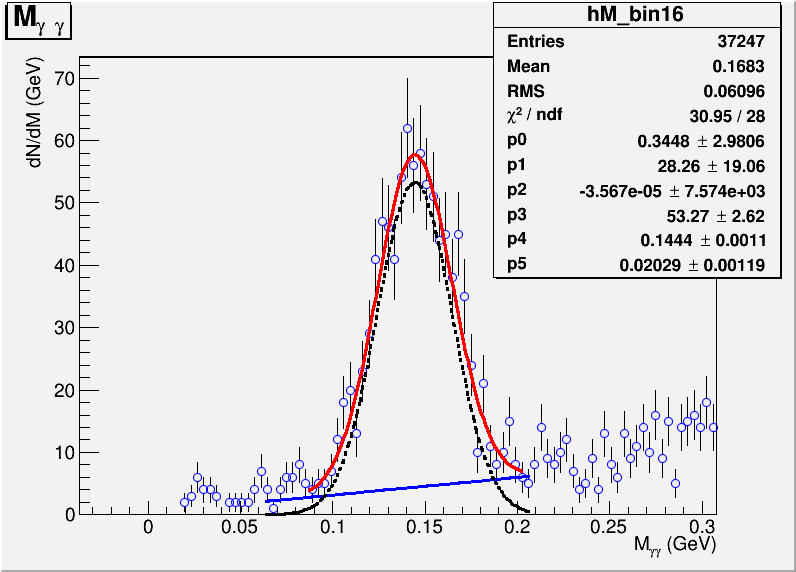 M γ γ
hM_bin16
Entries 37247
Mean 0.1683
RMS 0.06096
χ² / ndf 30.95 / 28
p0 0.3448 ± 2.9806
p1 28.26 ± 19.06
p2 -3.567e-05 ± 7.574e+03
p3 53.27 ± 2.62
p4 0.1444 ± 0.0011
p5 0.02029 ± 0.00119
dN/dM (GeV)
70
60
50
40
30
20
10
0
0 0.05 0.1 0.15 0.2 0.25 0.3
Mγγ (GeV)